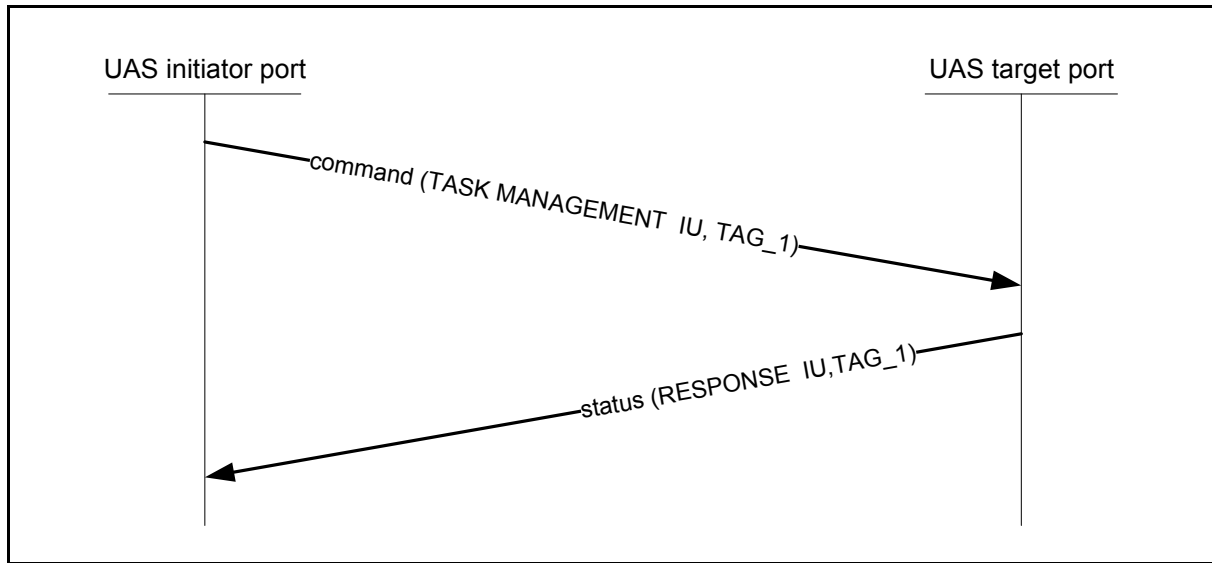 UAS initiator port
UAS target port
command (TASK MANAGEMENT  IU, TAG_1)
status (RESPONSE  IU,TAG_1)